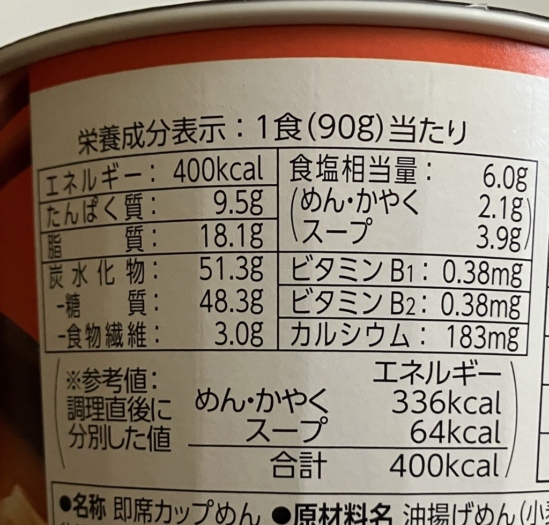 栄養成分表示：1食(90g)当たり
エネルギー： 400kcal
たんぱく質： 9.5g
脂質： 18.1g
炭水化物： 51.3g
-糖質： 48.3g
-食物繊維： 3.0g
食塩相当量： 6.0g
(めん・かやく 2.1g)
(スープ 3.9g)
ビタミンB1： 0.38mg
ビタミンB2： 0.38mg
カルシウム： 183mg
※参考値：
調理直後に
分別した値
エネルギー
めん・かやく 336kcal
スープ 64kcal
合計 400kcal
●名称 即席カップめん ●原材料名 油揚げめん(小麦